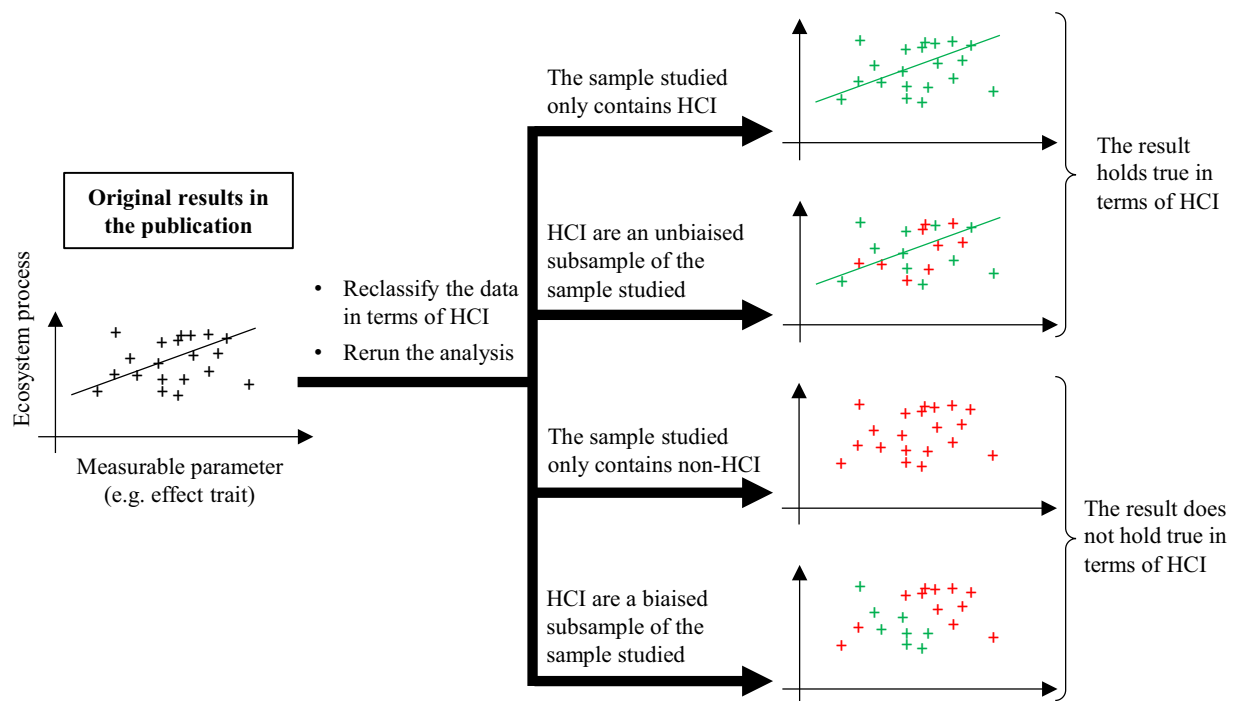 Original results in
the publication
Ecosystem process
Measurable parameter
(e.g. effect trait)
• Reclassify the data
in terms of HCI
• Rerun the analysis
The sample studied
only contains HCI
HCI are an unbiaised
subsample of the
sample studied
The sample studied
only contains non-HCI
HCI are a biaised
subsample of the
sample studied
The result
holds true in
terms of HCI
The result does
not hold true in
terms of HCI